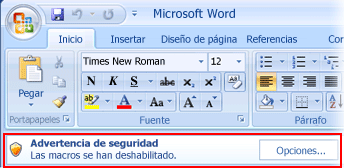 Microsoft Word
Inicio Insertar Diseño de página Referencias
Pegar
Portapapeles
Times New Roman 12
N K S abc x₂ x² Aa
ab A A A
Fuente
Párrafo
Advertencia de seguridad
Las macros se han deshabilitado.
Opciones...